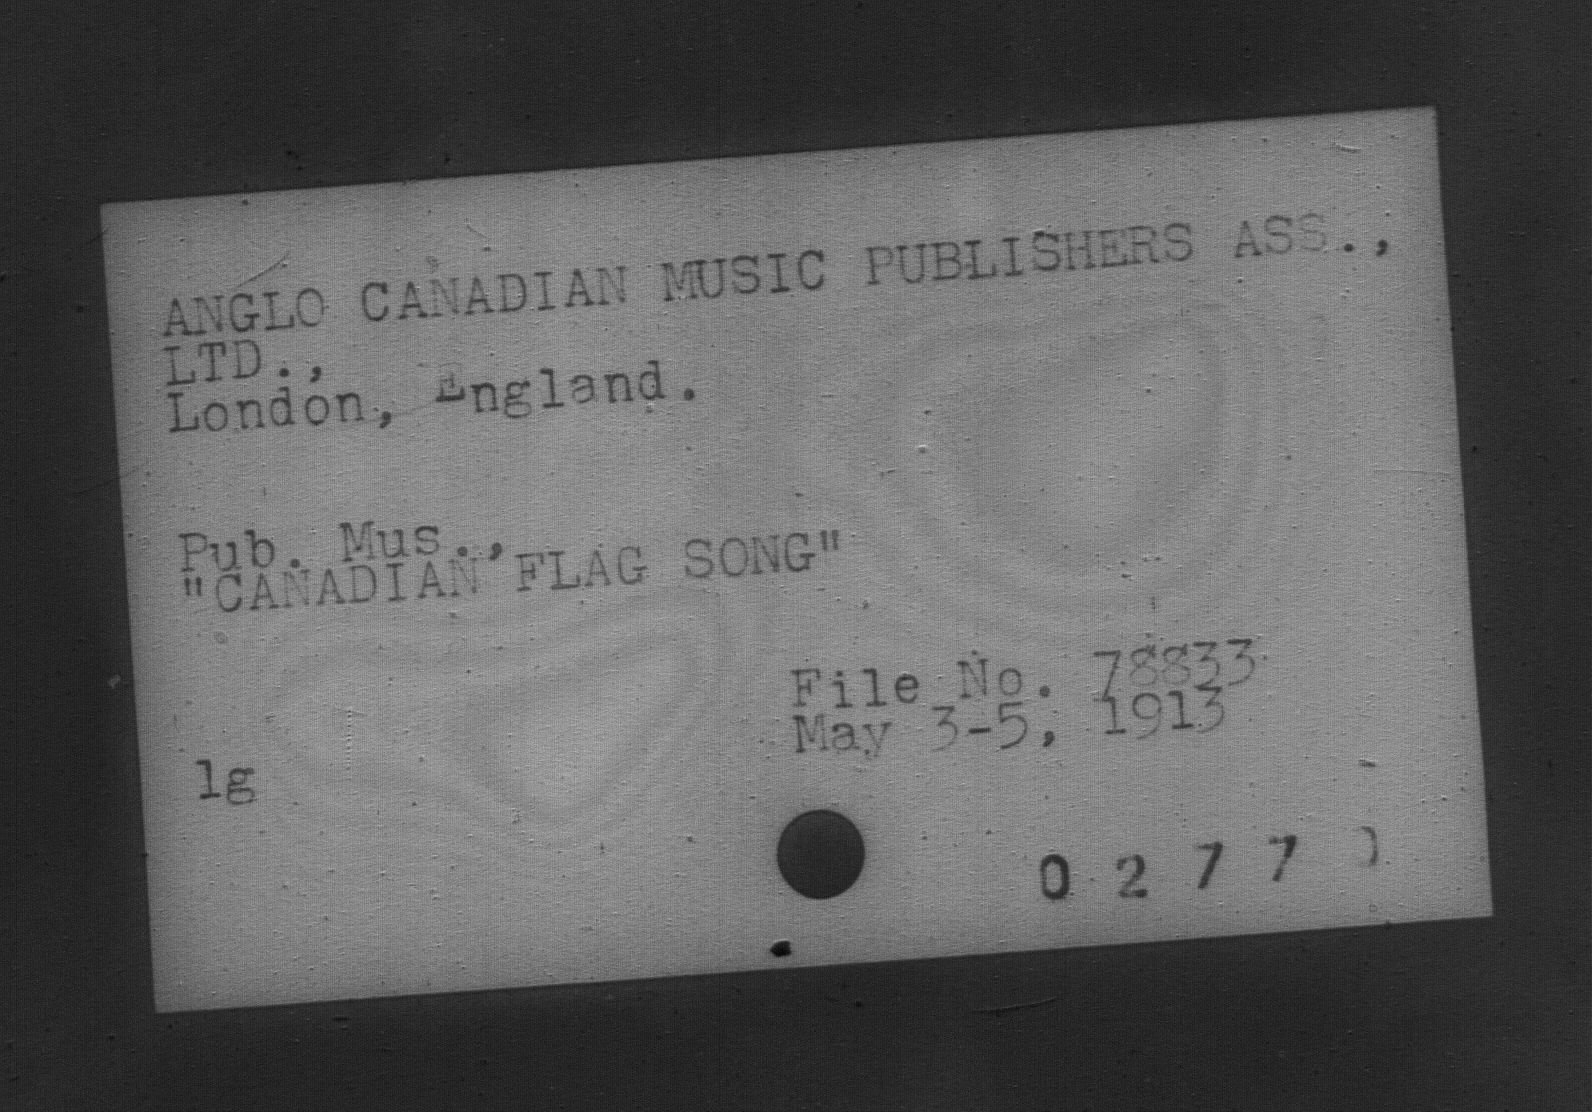 ANGLO CANADIAN MUSIC PUBLISHERS ASS.,
LTD.,
London, England.
Pub. Mus.,
"CANADIAN FLAG SONG"
File No. 78833
May 3-5, 1913
lg
0 2 7 7